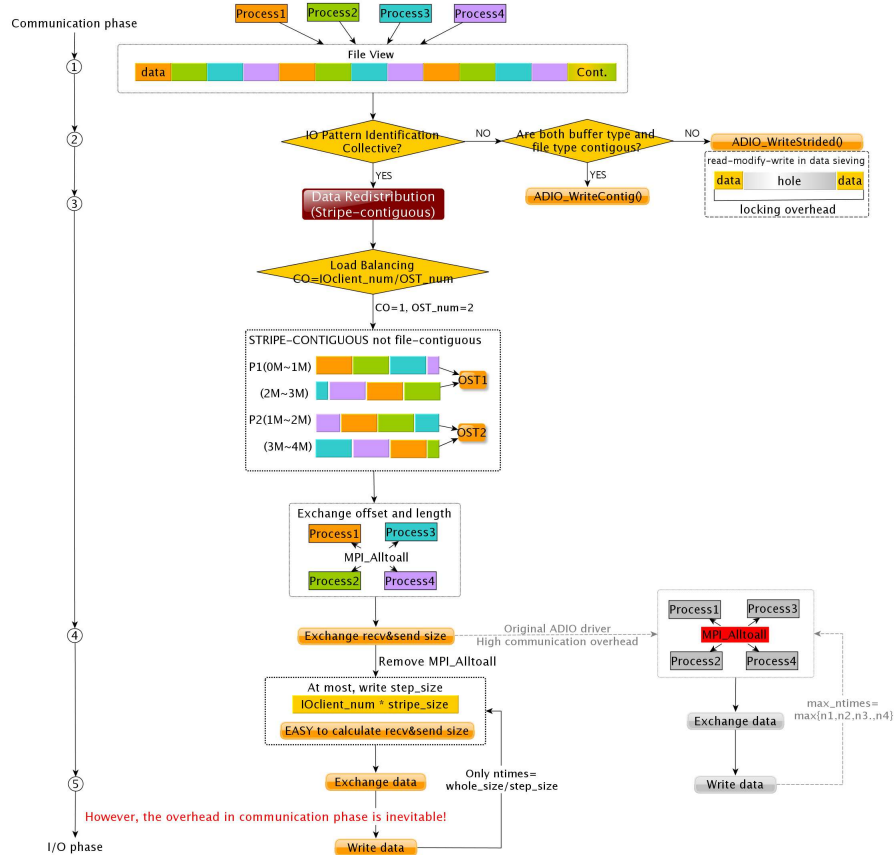 Communication phase
Process1
Process2
Process3
Process4
File View
1
data
Cont.
2
IO Pattern Identification
Collective?
NO
Are both buffer type and
file type contigous?
NO
ADIO_WriteStrided()
YES
YES
read-modify-write in data sieving
data
hole
data
locking overhead
3
Data Redistribution
(Stripe-contiguous)
ADIO_WriteContig()
Load Balancing
CO=IOclient_num/OST_num
CO=1, OST_num=2
STRIPE-CONTIGUOUS not file-contiguous
P1(0M~1M)
OST1
(2M~3M)
P2(1M~2M)
OST2
(3M~4M)
Exchange offset and length
Process1
Process3
MPI_Alltoall
Process2
Process4
4
Exchange recv&send size
Original ADIO driver
High communication overhead
Process1
Process3
MPI_Alltoall
Process2
Process4
Remove MPI_Alltoall
At most, write step_size
IOclient_num * stripe_size
EASY to calculate recv&send size
Exchange data
max_ntimes=
max{n1,n2,n3.,n4}
5
Exchange data
Only ntimes=
whole_size/step_size
Write data
However, the overhead in communication phase is inevitable!
I/O phase
Write data